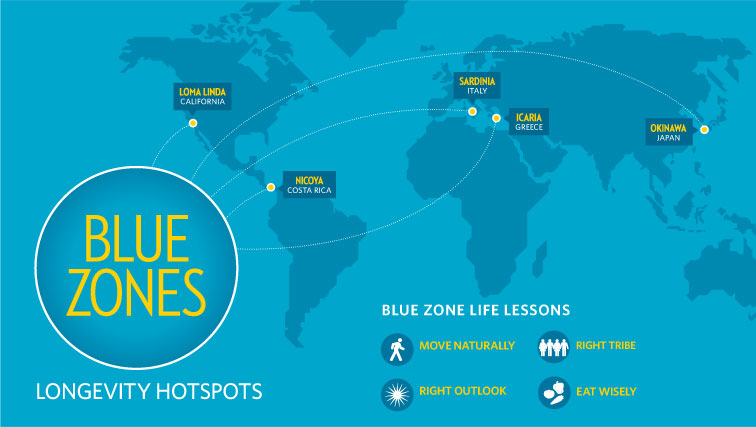 LOMA LINDA
CALIFORNIA
SARDINIA
ITALY
ICARIA
GREECE
OKINAWA
JAPAN
NICOYA
COSTA RICA
BLUE
ZONES
LONGEVITY HOTSPOTS
BLUE ZONE LIFE LESSONS
MOVE NATURALLY
RIGHT TRIBE
RIGHT OUTLOOK
EAT WISELY